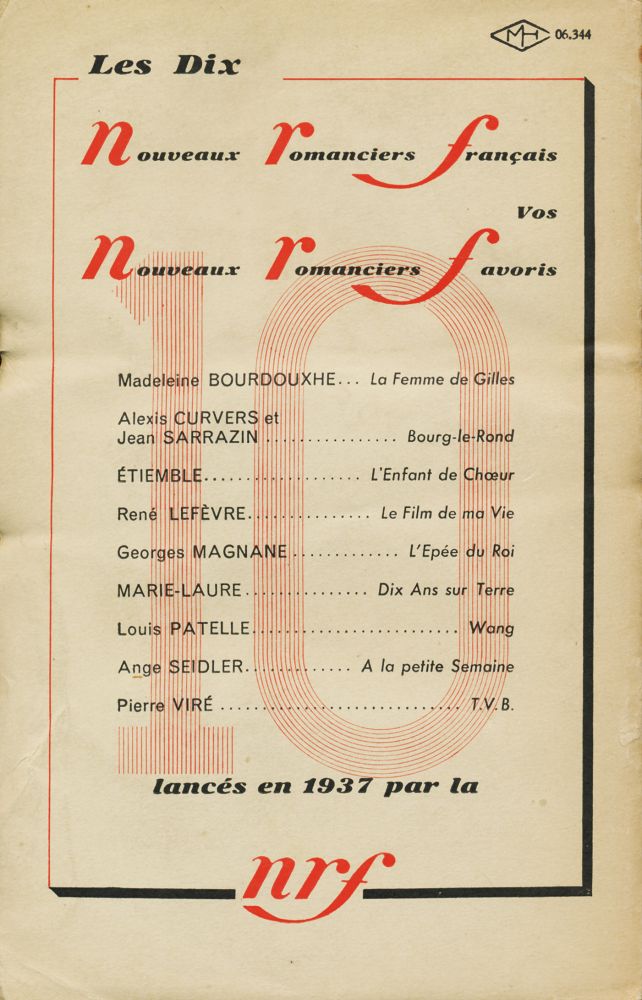 MH 06.344
Les Dix
nouveaux romanciers français
Vos
nouveaux romanciers favoris
10
Madeleine BOURDOUXHE... La Femme de Gilles
Alexis CURVERS et
Jean SARRAZIN ................ Bourg-le-Rond
ÉTIEMBLE.................... L'Enfant de Chœur
René LEFÈVRE............... Le Film de ma Vie
Georges MAGNANE ............. L'Epée du Roi
MARIE-LAURE............... Dix Ans sur Terre
Louis PATELLE......................... Wang
Ange SEIDLER............. A la petite Semaine
Pierre VIRÉ ............................. T.V.B.
lancés en 1937 par la
nrf